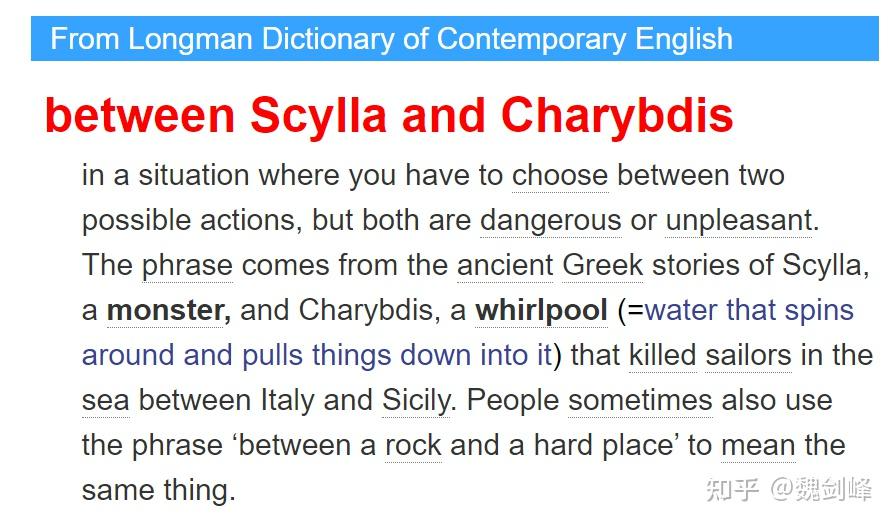 From Longman Dictionary of Contemporary English
between Scylla and Charybdis
in a situation where you have to choose between two
possible actions, but both are dangerous or unpleasant.
The phrase comes from the ancient Greek stories of Scylla,
a monster, and Charybdis, a whirlpool (=water that spins
around and pulls things down into it) that killed sailors in the
sea between Italy and Sicily. People sometimes also use
the phrase ‘between a rock and a hard place’ to mean the
same thing.
知乎 @魏剑峰